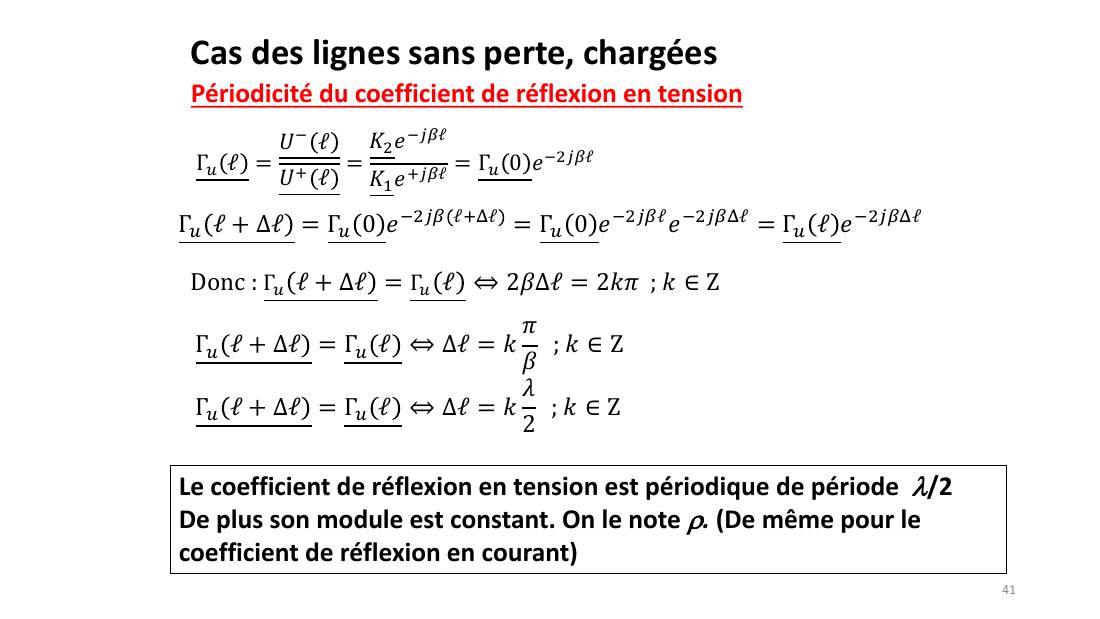 Cas des lignes sans perte, chargées
Périodicité du coefficient de réflexion en tension
Γᵤ(ℓ) = U⁻(ℓ) / U⁺(ℓ) = K₂e^{−jβℓ} / K₁e^{+jβℓ} = Γᵤ(0)e^{−2jβℓ}
Γᵤ(ℓ + Δℓ) = Γᵤ(0)e^{−2jβ(ℓ+Δℓ)} = Γᵤ(0)e^{−2jβℓ}e^{−2jβΔℓ} = Γᵤ(ℓ)e^{−2jβΔℓ}
Donc : Γᵤ(ℓ + Δℓ) = Γᵤ(ℓ) ⇔ 2βΔℓ = 2kπ ; k ∈ Z
Γᵤ(ℓ + Δℓ) = Γᵤ(ℓ) ⇔ Δℓ = k π/β ; k ∈ Z
Γᵤ(ℓ + Δℓ) = Γᵤ(ℓ) ⇔ Δℓ = k λ/2 ; k ∈ Z
Le coefficient de réflexion en tension est périodique de période λ/2
De plus son module est constant. On le note ρ. (De même pour le
coefficient de réflexion en courant)
41